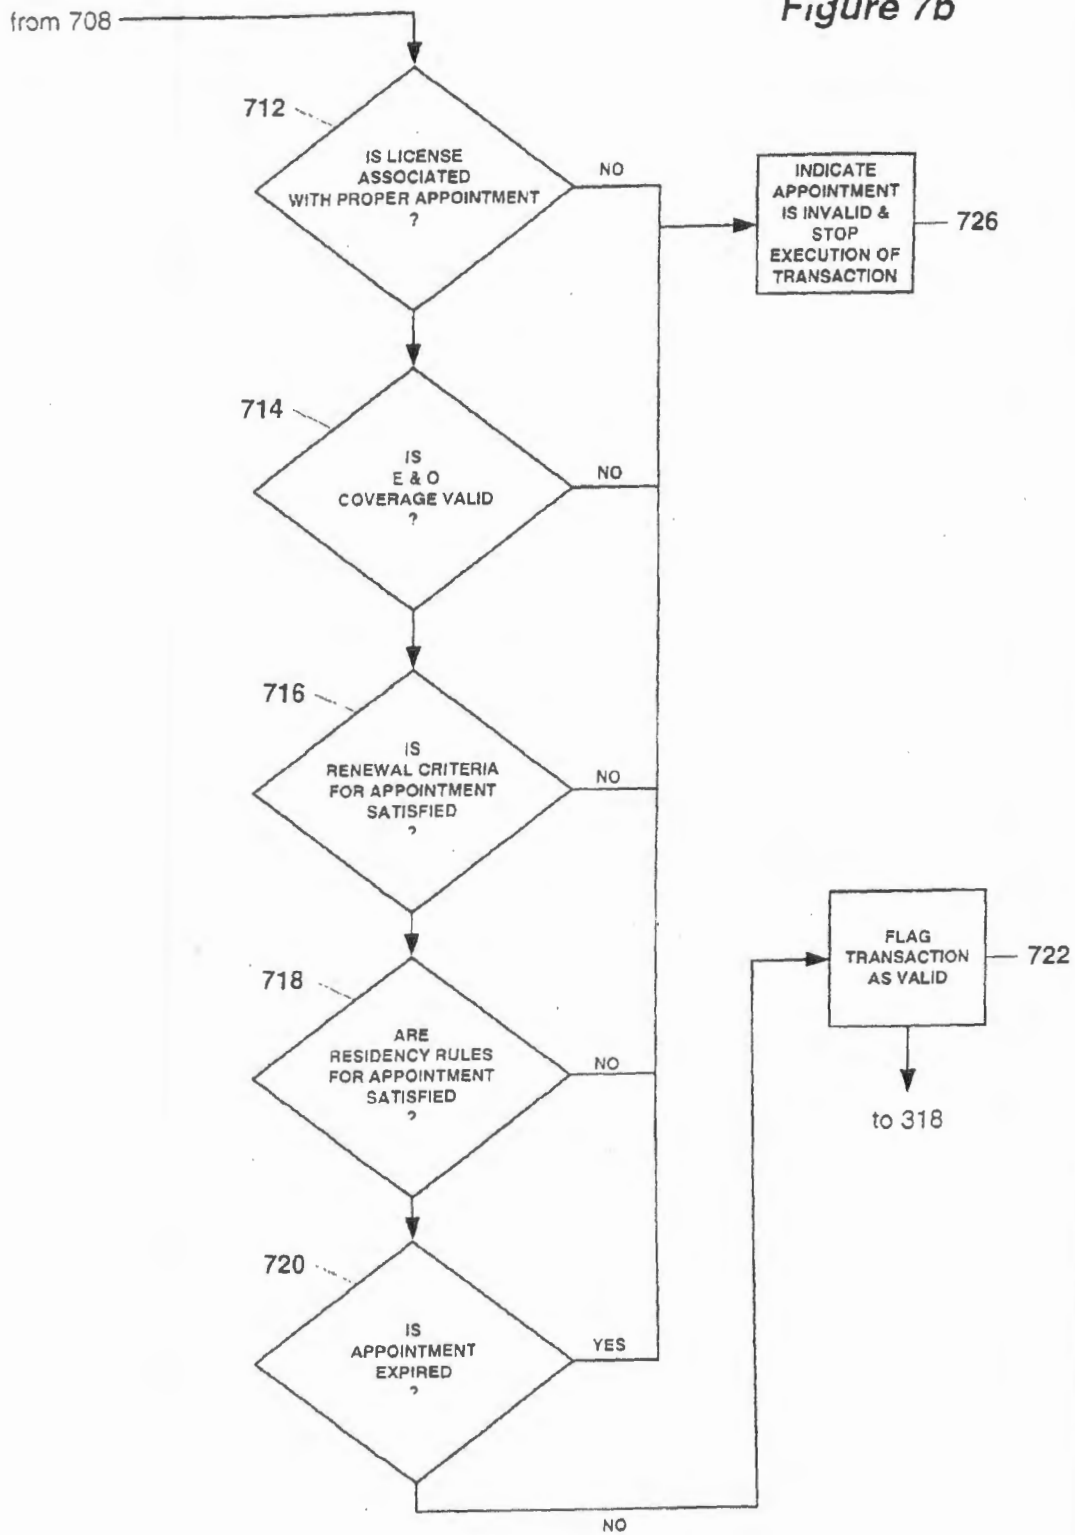 Figure 7b
from 708
712
IS LICENSE
ASSOCIATED
WITH PROPER APPOINTMENT
?
NO
INDICATE
APPOINTMENT
IS INVALID &
STOP
EXECUTION OF
TRANSACTION
726
714
IS
E & O
COVERAGE VALID
?
NO
716
IS
RENEWAL CRITERIA
FOR APPOINTMENT
SATISFIED
?
NO
718
ARE
RESIDENCY RULES
FOR APPOINTMENT
SATISFIED
?
NO
FLAG
TRANSACTION
AS VALID
722
to 318
720
IS
APPOINTMENT
EXPIRED
?
YES
NO